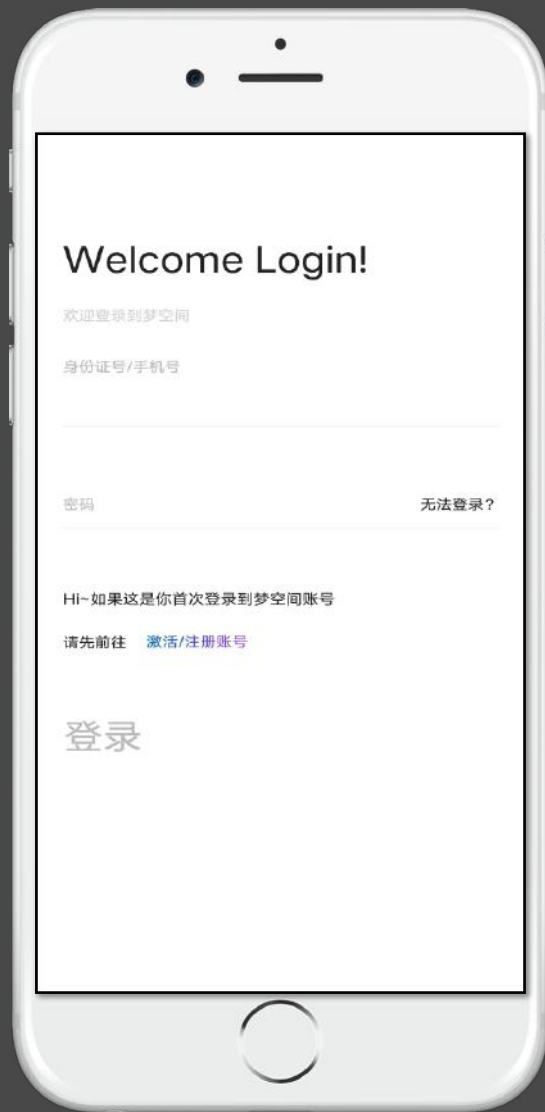 Welcome Login!
欢迎登录到梦空间
身份证号/手机号
密码 无法登录?
Hi~如果这是你首次登录到梦空间账号
请先前往 激活/注册账号
登录